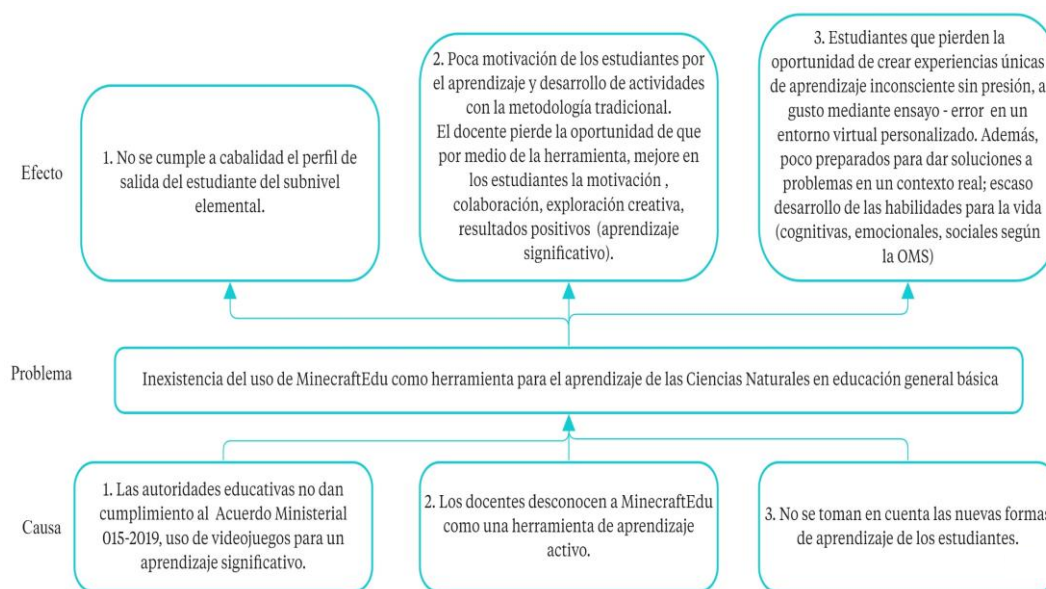 Efecto
1. No se cumple a cabalidad el perfil de
salida del estudiante del subnivel
elemental.
2. Poca motivación de los estudiantes por
el aprendizaje y desarrollo de actividades
con la metodología tradicional.
El docente pierde la oportunidad de que
por medio de la herramienta, mejore en
los estudiantes la motivación ,
colaboración, exploración creativa,
resultados positivos (aprendizaje
significativo).
3. Estudiantes que pierden la
oportunidad de crear experiencias únicas
de aprendizaje inconsciente sin presión, a
gusto mediante ensayo - error en un
entorno virtual personalizado. Además,
poco preparados para dar soluciones a
problemas en un contexto real; escaso
desarrollo de las habilidades para la vida
(cognitivas, emocionales, sociales según
la OMS)
Problema
Inexistencia del uso de MinecraftEdu como herramienta para el aprendizaje de las Ciencias Naturales en educación general básica
Causa
1. Las autoridades educativas no dan
cumplimiento al Acuerdo Ministerial
015-2019, uso de videojuegos para un
aprendizaje significativo.
2. Los docentes desconocen a MinecraftEdu
como una herramienta de aprendizaje
activo.
3. No se toman en cuenta las nuevas formas
de aprendizaje de los estudiantes.